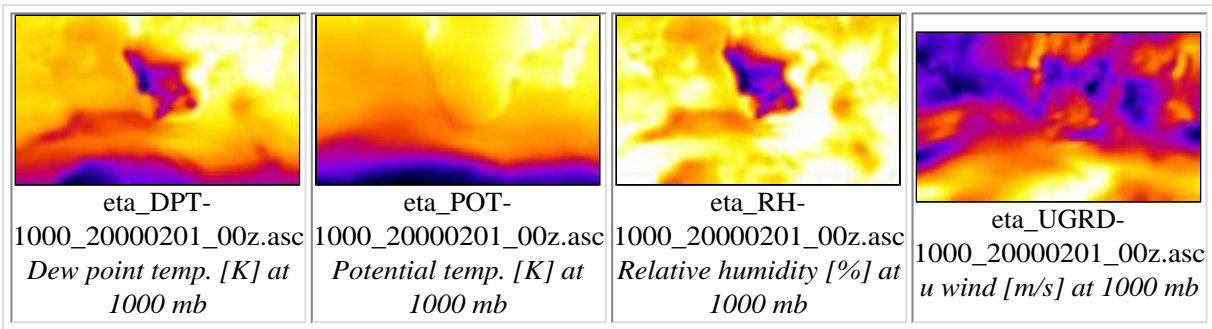 eta_DPT-
1000_20000201_00z.asc
Dew point temp. [K] at
1000 mb
eta_POT-
1000_20000201_00z.asc
Potential temp. [K] at
1000 mb
eta_RH-
1000_20000201_00z.asc
Relative humidity [%] at
1000 mb
eta_UGRD-
1000_20000201_00z.asc
u wind [m/s] at 1000 mb